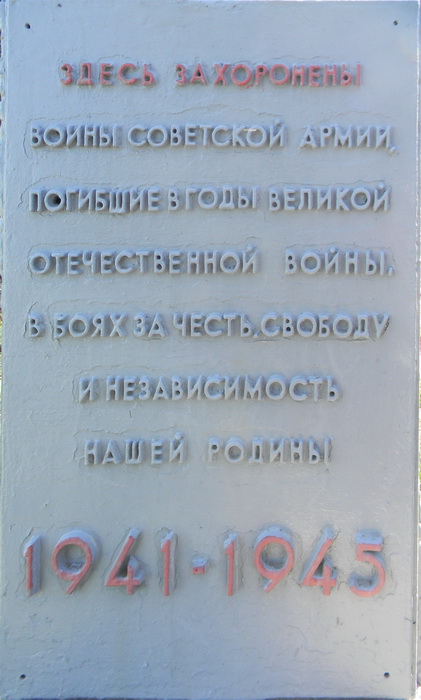 ЗДЕСЬ ЗАХОРОНЕНЫ
ВОИНЫ СОВЕТСКОЙ АРМИИ,
ПОГИБШИЕ В ГОДЫ ВЕЛИКОЙ
ОТЕЧЕСТВЕННОЙ ВОЙНЫ,
В БОЯХ ЗА ЧЕСТЬ, СВОБОДУ
И НЕЗАВИСИМОСТЬ
НАШЕЙ РОДИНЫ
1941-1945